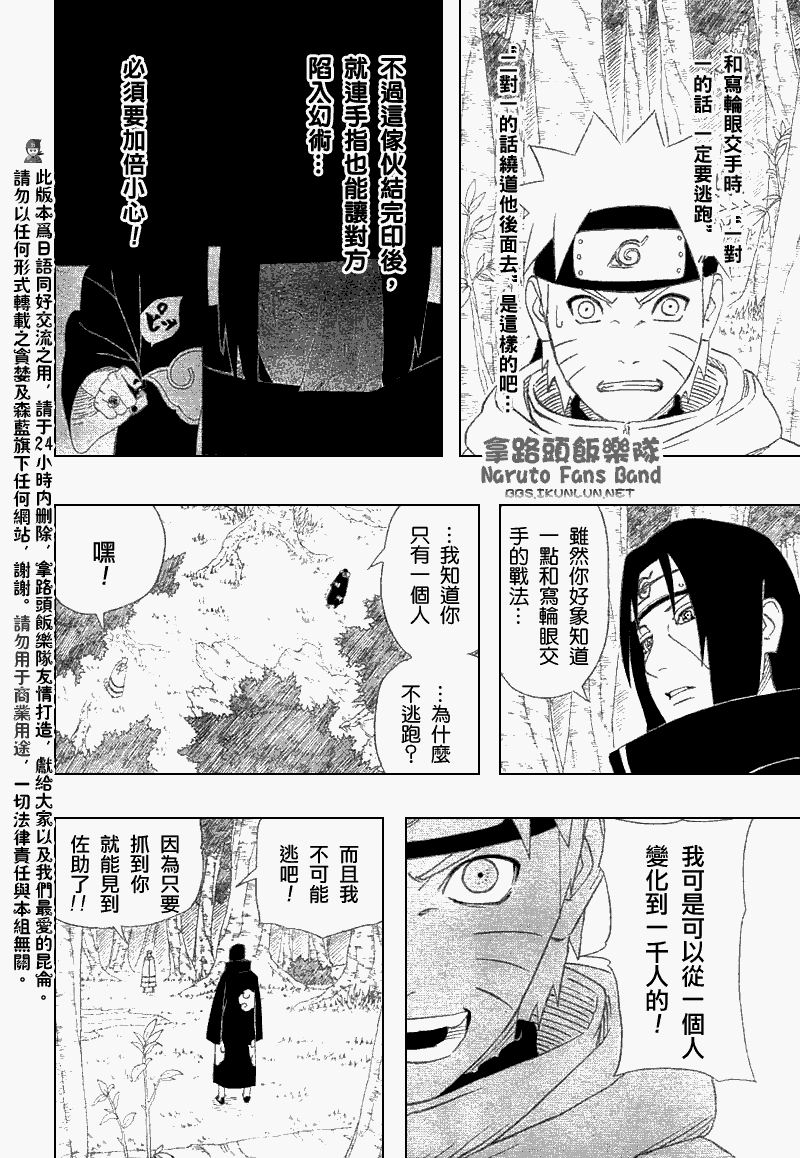 和寫輪眼交手時，“一對
一的話 一定要逃跑”
“二對一的話繞道他後面去”是這樣的吧…
不過這傢伙結完印後，
就連手指也能讓對方
陷入幻術…
必須要加倍小心！
拿路頭飯樂隊
Naruto Fans Band
BBS.IKUNLUN.NET
雖然你好象知道
一點和寫輪眼交
手的戰法…
…我知道你
只有一個人
…為什麼
不逃跑？
嘿！
我可是可以從一個人
變化到一千人的！
而且我
不可能
逃吧！
因為只要
抓到你
就能見到
佐助了！！
此版本爲日語同好交流之用，請于24小時内删除，拿路頭飯樂隊友情打造，獻給大家以及我們最愛的昆侖。
請勿以任何形式轉載之貪婪及森藍旗下任何網站，謝謝。請勿用于商業用途，一切法律責任與本組無關。